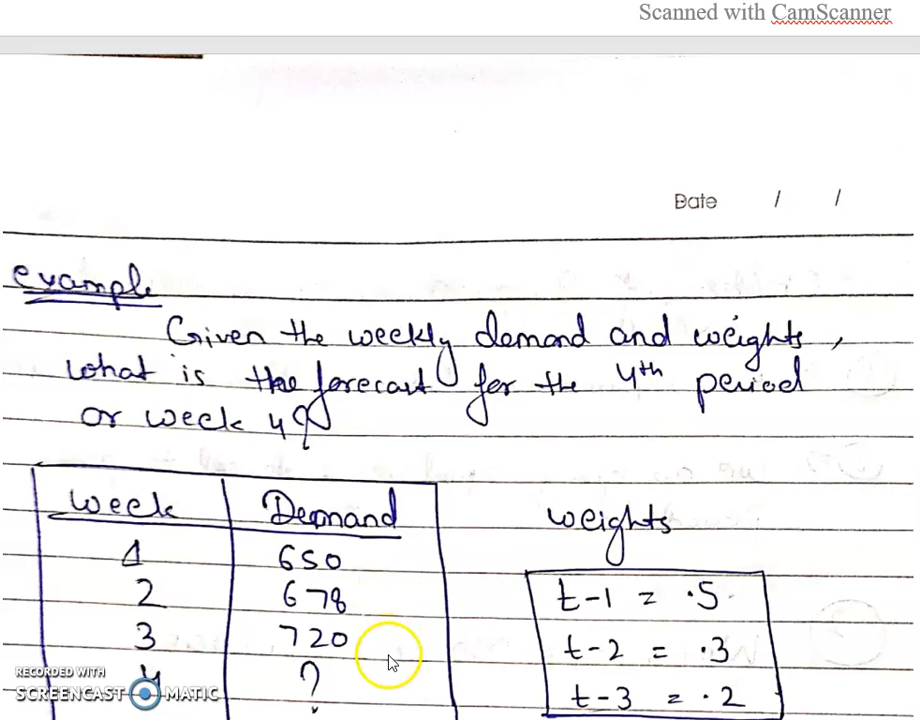 Scanned with CamScanner
Date / /
example
Given the weekly demand and weights,
what is the forecast for the 4th period
or week 4?
week Demand weights
1 650
2 678 t-1 = .5
3 720 t-2 = .3
4 ? t-3 = .2
RECORDED WITH
SCREENCAST MATIC